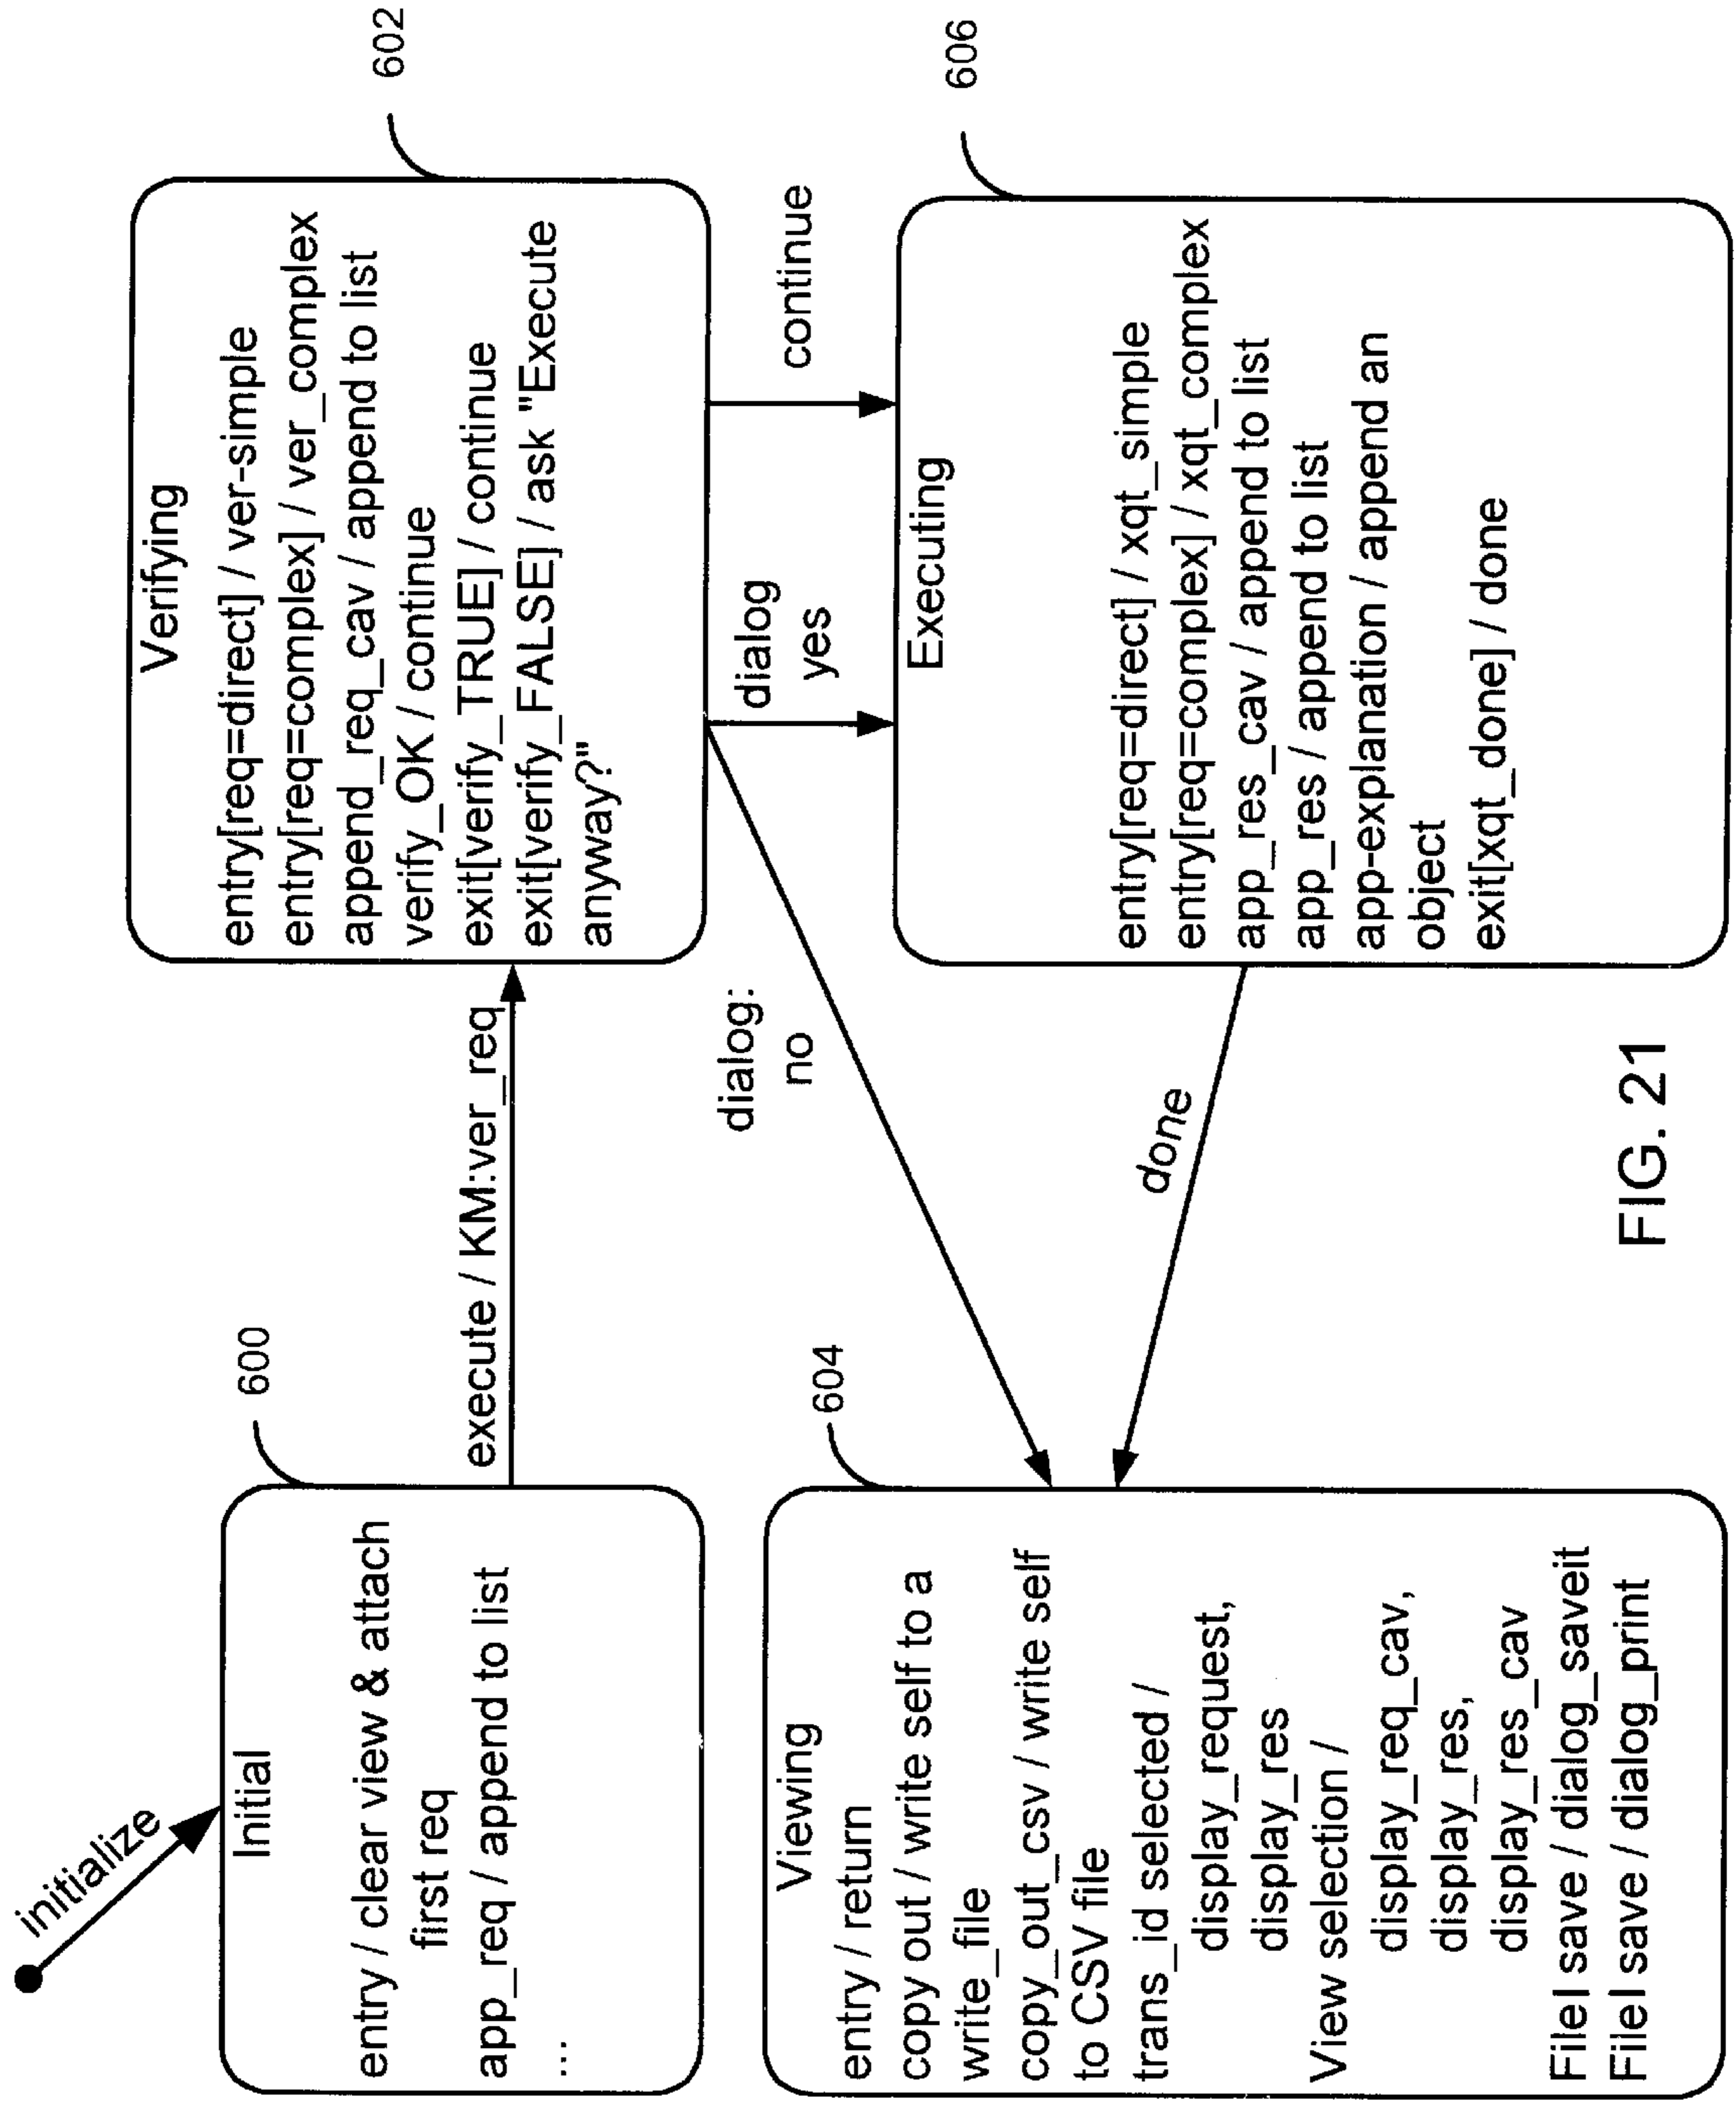 initialize
600
Initial
entry / clear view & attach
first req
app_req / append to list
...
execute / KM:ver_req
602
Verifying
entry[req=direct] / ver-simple
entry[req=complex] / ver_complex
append_req_cav / append to list
verify_OK / continue
exit[verify_TRUE] / continue
exit[verify_FALSE] / ask "Execute
anyway?"
dialog:
no
dialog
yes
continue
604
Viewing
entry / return
copy out / write self to a
write_file
copy_out_csv / write self
to CSV file
trans_id selected /
display_request,
display_res
View selection /
display_req_cav,
display_res,
display_res_cav
Filel save / dialog_saveit
Filel save / dialog_print
done
606
Executing
entry[req=direct] / xqt_simple
entry[req=complex] / xqt_complex
app_res_cav / append to list
app_res / append to list
app-explanation / append an
object
exit[xqt_done] / done
FIG. 21